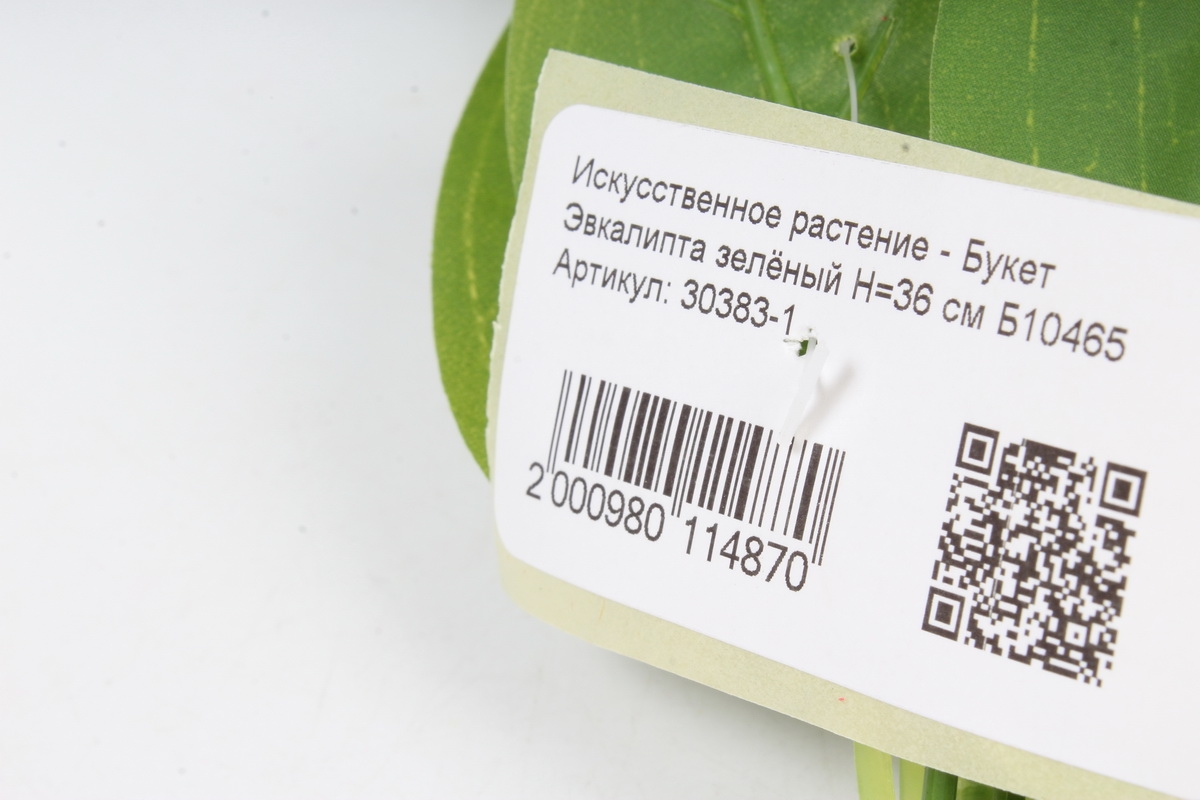 Искусственное растение - Букет
Эвкалипта зелёный H=36 см Б10465
Артикул: 30383-1
2 000980 114870